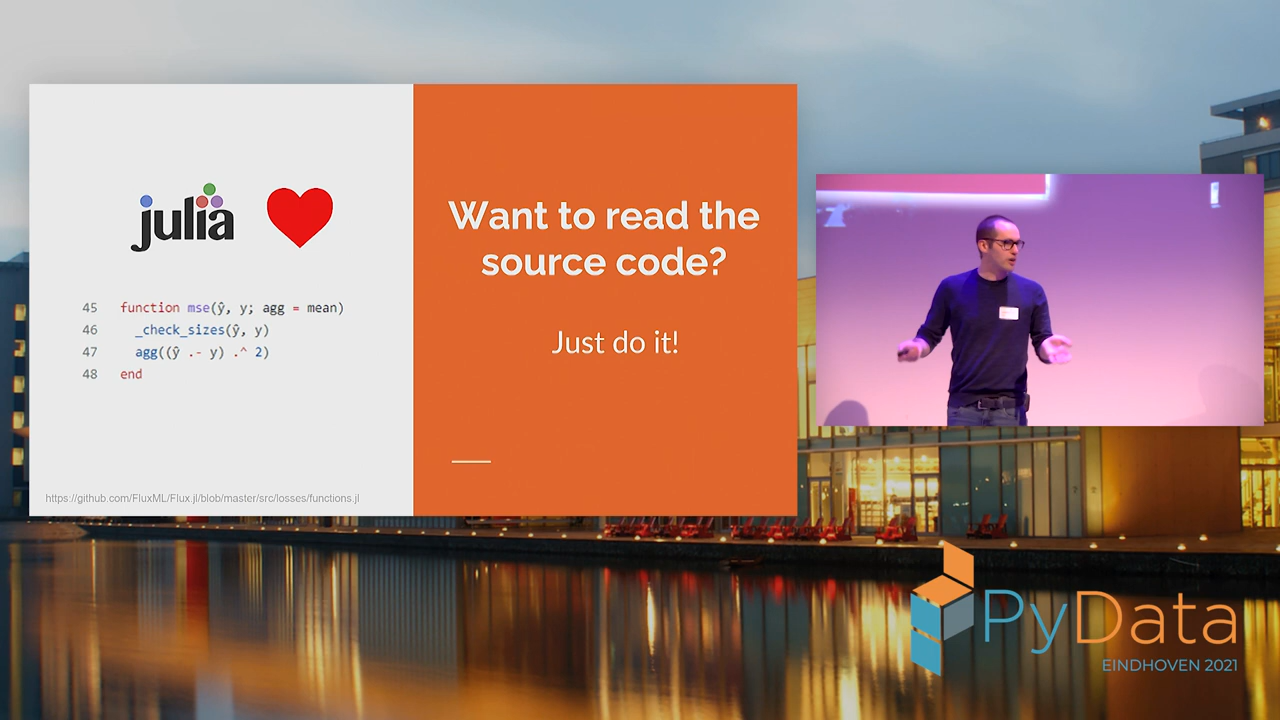 julia
45 function mse(ŷ, y; agg = mean)
46 _check_sizes(ŷ, y)
47 agg((ŷ .- y) .^ 2)
48 end
https://github.com/FluxML/Flux.jl/blob/master/src/losses/functions.jl
Want to read the
source code?
Just do it!
PyData
EINDHOVEN 2021